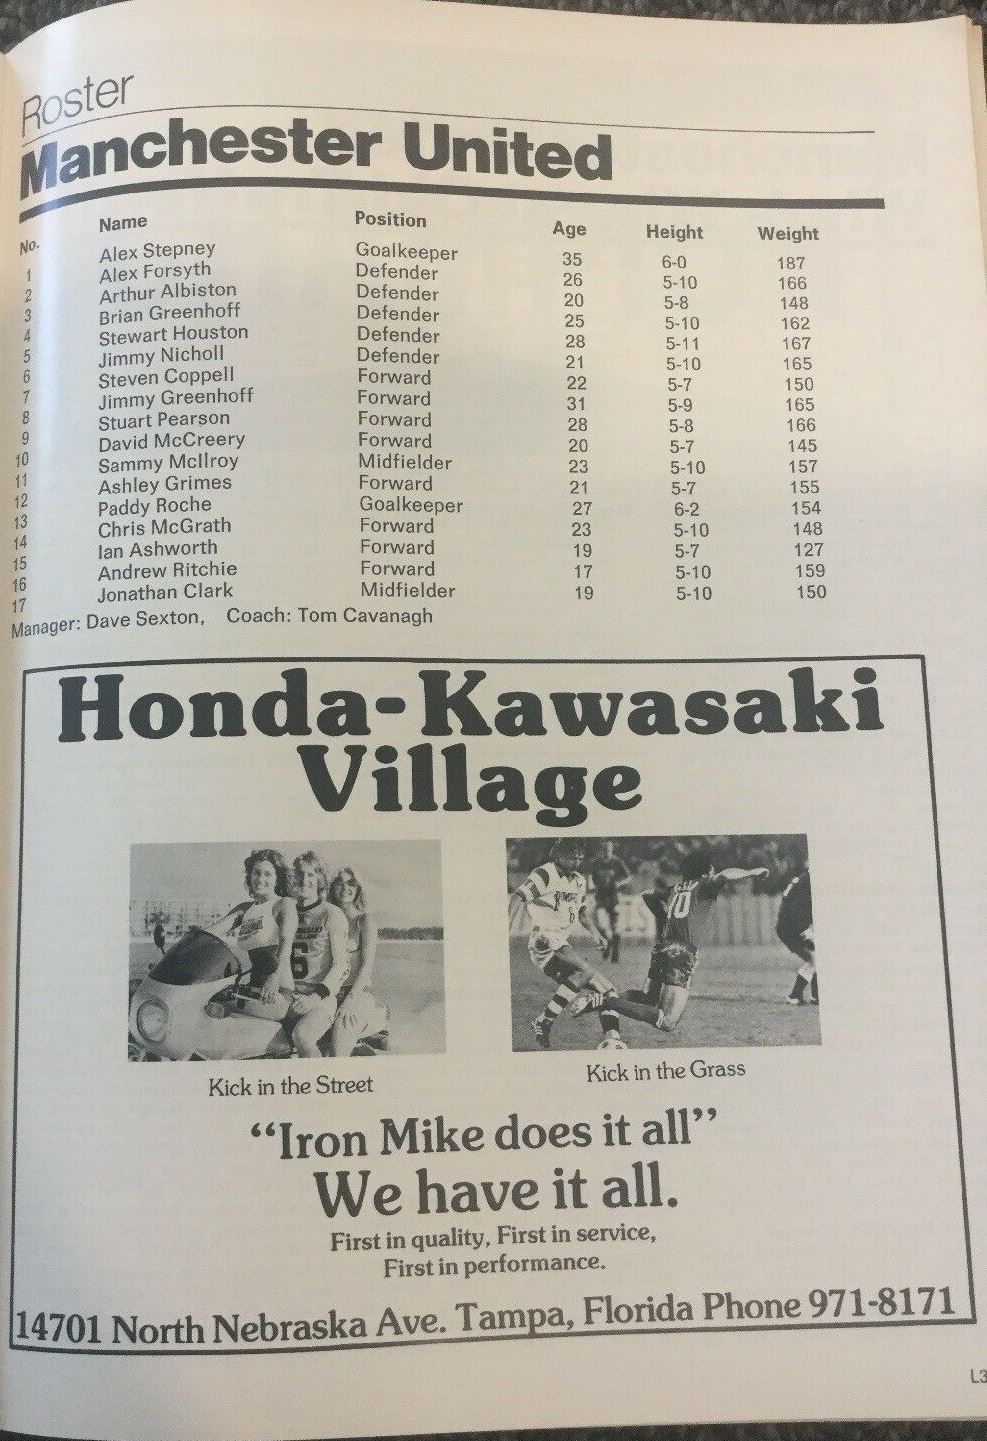 Roster
Manchester United
No. Name Position Age Height Weight
1 Alex Stepney Goalkeeper 35 6-0 187
2 Alex Forsyth Defender 26 5-10 166
3 Arthur Albiston Defender 20 5-8 148
4 Brian Greenhoff Defender 25 5-10 162
5 Stewart Houston Defender 28 5-11 167
6 Jimmy Nicholl Defender 21 5-10 165
7 Steven Coppell Forward 22 5-7 150
8 Jimmy Greenhoff Forward 31 5-9 165
9 Stuart Pearson Forward 28 5-8 166
10 David McCreery Forward 20 5-7 145
11 Sammy McIlroy Midfielder 23 5-10 157
12 Ashley Grimes Forward 21 5-7 155
13 Paddy Roche Goalkeeper 27 6-2 154
14 Chris McGrath Forward 23 5-10 148
15 Ian Ashworth Forward 19 5-7 127
16 Andrew Ritchie Forward 17 5-10 159
17 Jonathan Clark Midfielder 19 5-10 150
Manager: Dave Sexton, Coach: Tom Cavanagh
Honda-Kawasaki
Village
6
10
Kick in the Street
Kick in the Grass
“Iron Mike does it all”
We have it all.
First in quality, First in service,
First in performance.
14701 North Nebraska Ave. Tampa, Florida Phone 971-8171
L3